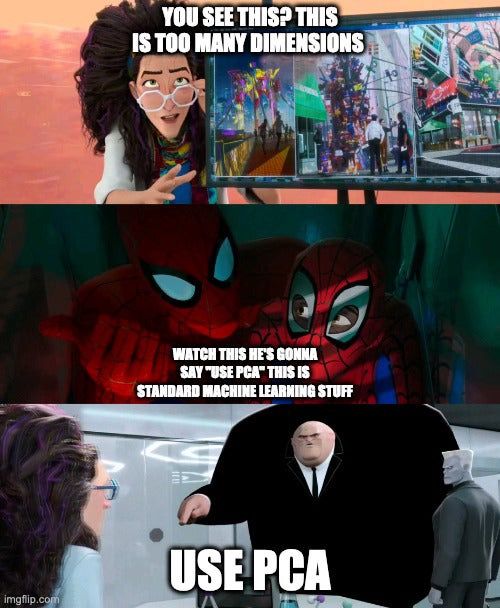 YOU SEE THIS? THIS
IS TOO MANY DIMENSIONS
WATCH THIS HE'S GONNA
SAY "USE PCA" THIS IS
STANDARD MACHINE LEARNING STUFF
USE PCA
imgflip.com